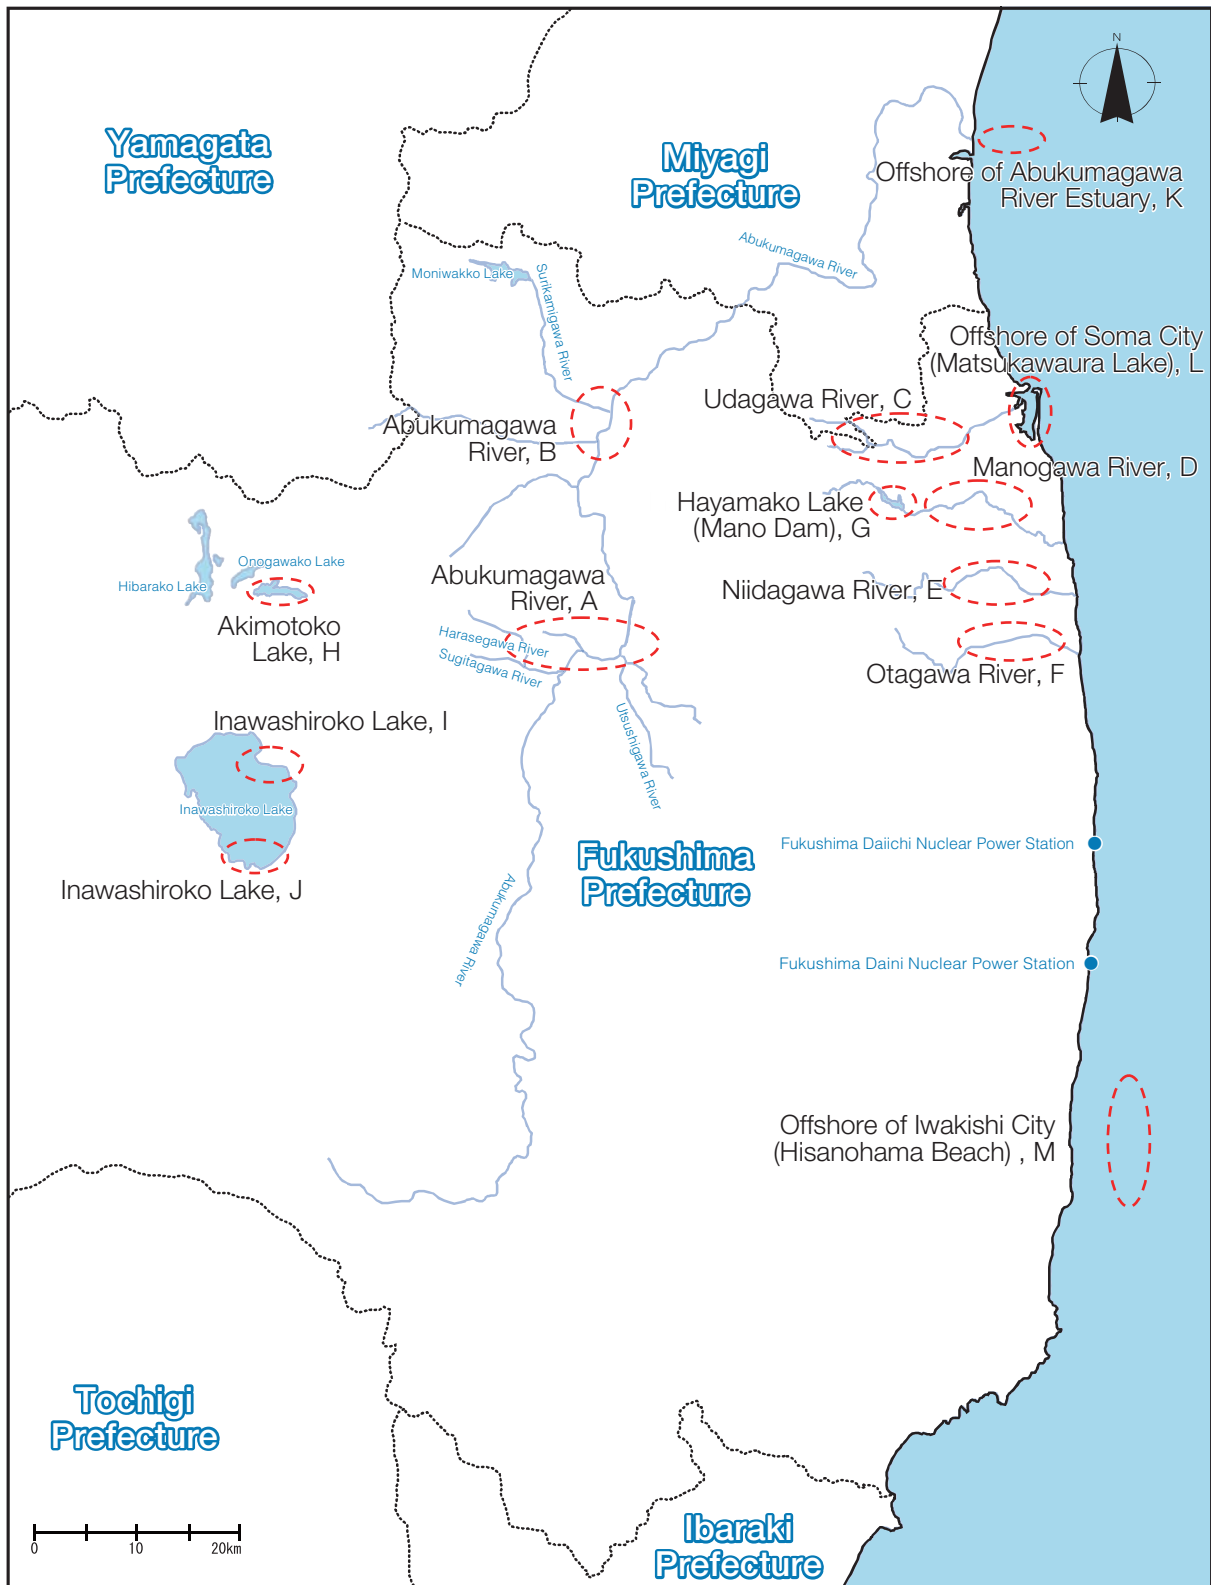 N
Yamagata
Prefecture
Miyagi
Prefecture
Offshore of Abukumagawa
River Estuary, K
Abukumagawa River
Moniwakko Lake
Surikamigawa River
Offshore of Soma City
(Matsukawaura Lake), L
Udagawa River, C
Abukumagawa
River, B
Manogawa River, D
Hayamako Lake
(Mano Dam), G
Onogawako Lake
Hibarako Lake
Abukumagawa
River, A
Niidagawa River, E
Akimotoko
Lake, H
Harasegawa River
Sugitagawa River
Otagawa River, F
Inawashiroko Lake, I
Utsushigawa River
Inawashiroko Lake
Fukushima Daiichi Nuclear Power Station
Fukushima
Prefecture
Inawashiroko Lake, J
Abukumagawa River
Fukushima Daini Nuclear Power Station
Offshore of Iwakishi City
(Hisanohama Beach) , M
Tochigi
Prefecture
Ibaraki
Prefecture
0 10 20km